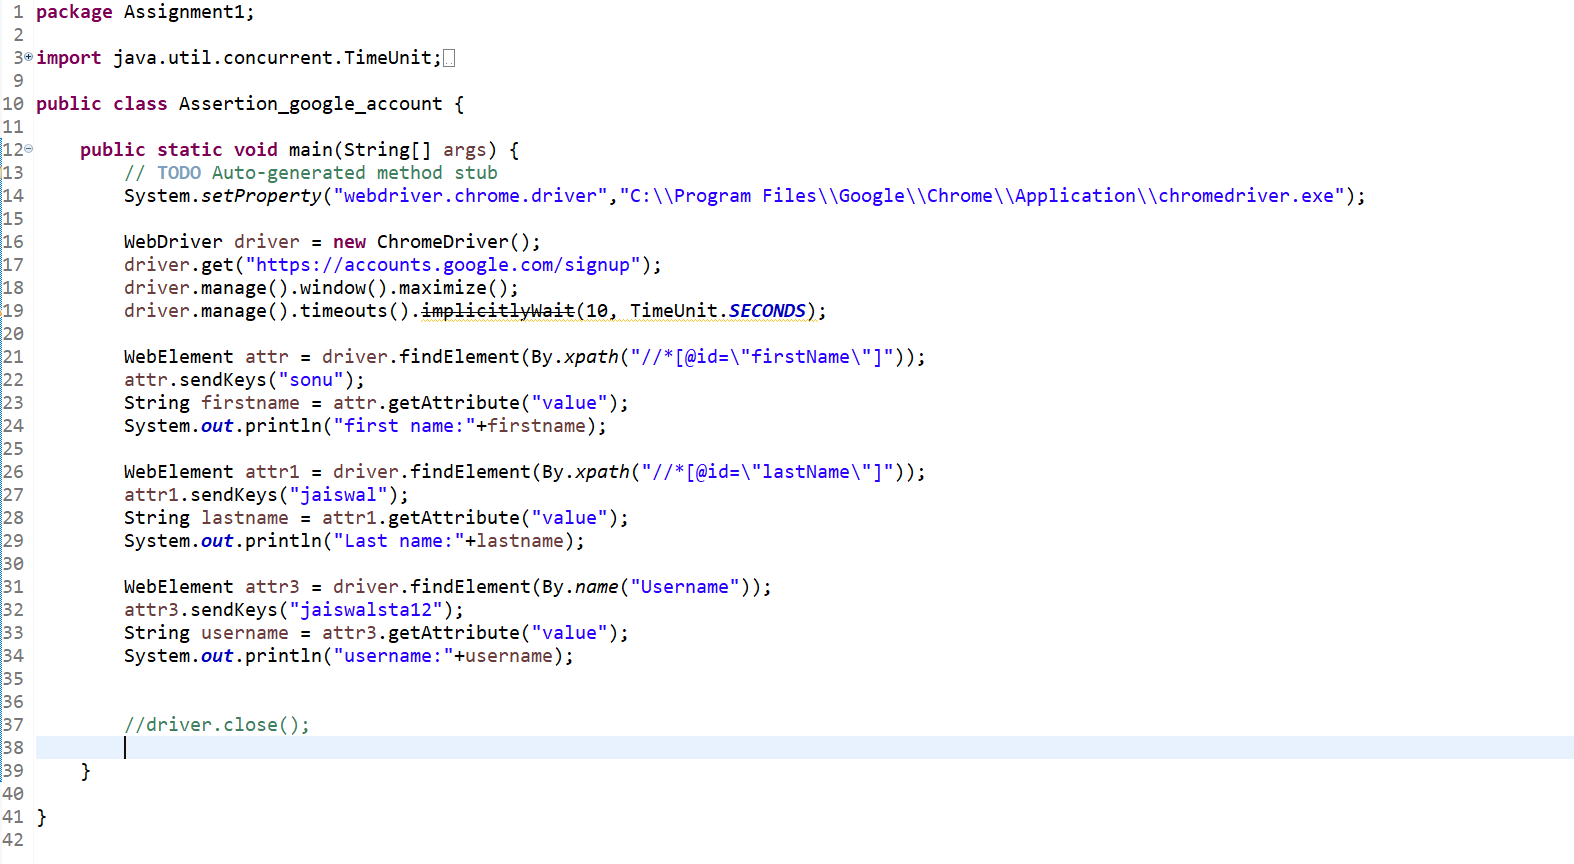 1 package Assignment1;
2
3 import java.util.concurrent.TimeUnit;
9
10 public class Assertion_google_account {
11
12     public static void main(String[] args) {
13         // TODO Auto-generated method stub
14         System.setProperty("webdriver.chrome.driver","C:\\Program Files\\Google\\Chrome\\Application\\chromedriver.exe");
15
16         WebDriver driver = new ChromeDriver();
17         driver.get("https://accounts.google.com/signup");
18         driver.manage().window().maximize();
19         driver.manage().timeouts().implicitlyWait(10, TimeUnit.SECONDS);
20
21         WebElement attr = driver.findElement(By.xpath("//*[@id=\"firstName\"]"));
22         attr.sendKeys("sonu");
23         String firstname = attr.getAttribute("value");
24         System.out.println("first name:"+firstname);
25
26         WebElement attr1 = driver.findElement(By.xpath("//*[@id=\"lastName\"]"));
27         attr1.sendKeys("jaiswal");
28         String lastname = attr1.getAttribute("value");
29         System.out.println("Last name:"+lastname);
30
31         WebElement attr3 = driver.findElement(By.name("Username"));
32         attr3.sendKeys("jaiswalsta12");
33         String username = attr3.getAttribute("value");
34         System.out.println("username:"+username);
35
36
37         //driver.close();
38
39     }
40
41 }
42